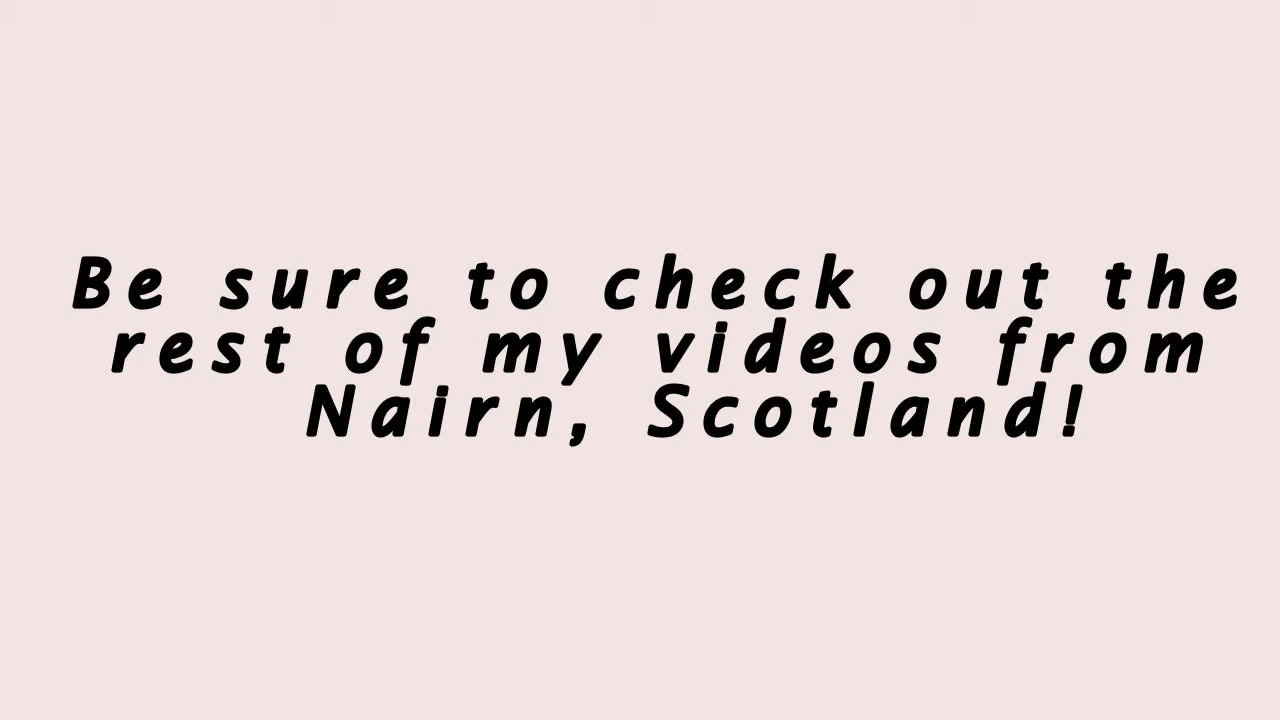 Be sure to check out the
rest of my videos from
Nairn, Scotland!